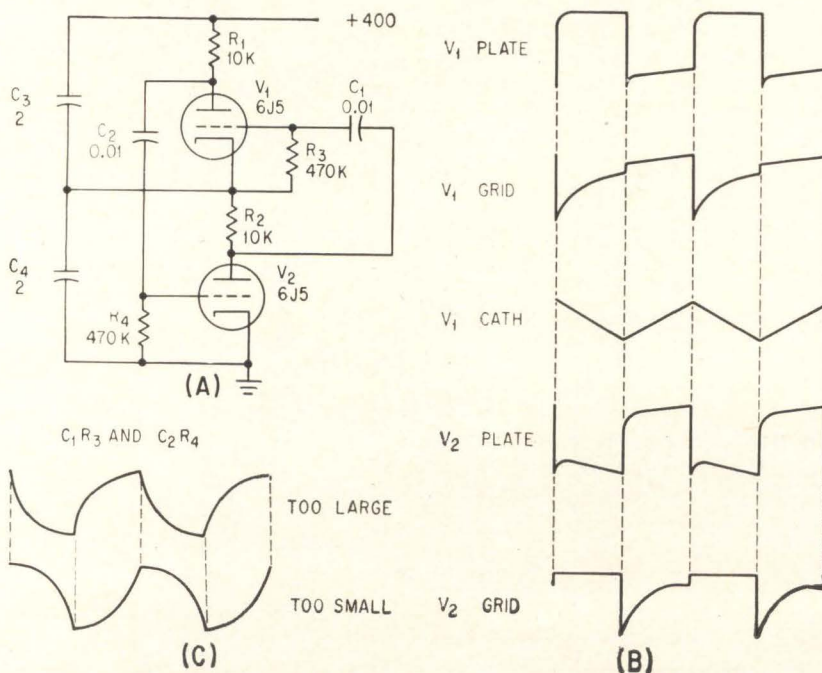 +400
R1
10K
V1
6J5
C1
0.01
C3
2
C2
0.01
R3
470K
R2
10K
C4
2
V2
6J5
R4
470K
(A)
C1R3 AND C2R4
TOO LARGE
TOO SMALL
(C)
V1 PLATE
V1 GRID
V1 CATH
V2 PLATE
V2 GRID
(B)